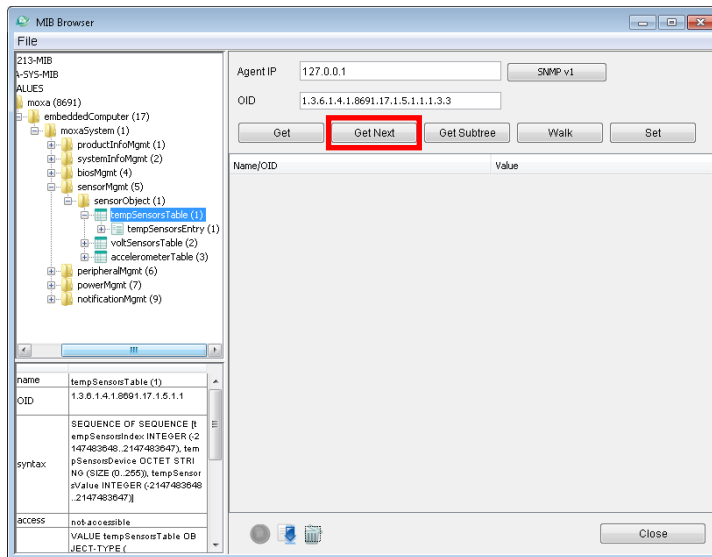 MIB Browser
File
213-MIB
A-SYS-MIB
ALUES
moxa (8691)
embeddedComputer (17)
moxaSystem (1)
productInfoMgmt (1)
systemInfoMgmt (2)
biosMgmt (4)
sensorMgmt (5)
sensorObject (1)
tempSensorsTable (1)
tempSensorsEntry (1)
voltSensorsTable (2)
accelerometerTable (3)
peripheralMgmt (6)
powerMgmt (7)
notificationMgmt (9)
name tempSensorsTable (1)
OID 1.3.6.1.4.1.8691.17.1.5.1.1
syntax
SEQUENCE OF SEQUENCE [t
empSensorsIndex INTEGER (-2
147483648..2147483647), tem
pSensorsDevice OCTET STRI
NG (SIZE (0..255)), tempSensor
sValue INTEGER (-2147483648
..2147483647)]
access not-accessible
VALUE tempSensorsTable OB
JECT-TYPE {
Agent IP 127.0.0.1 SNMP v1
OID 1.3.6.1.4.1.8691.17.1.5.1.1.1.3.3
Get Get Next Get Subtree Walk Set
Name/OID Value
Close